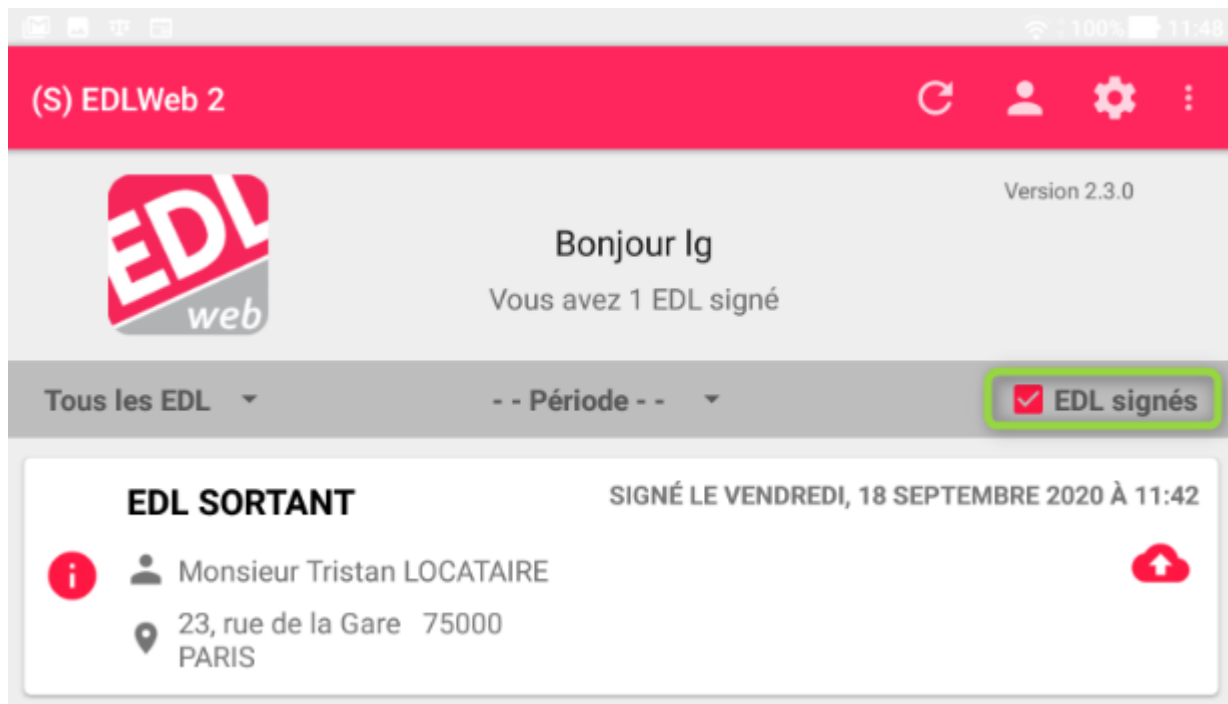 100% 11:48
(S) EDLWeb 2
EDL
web
Version 2.3.0
Bonjour lg
Vous avez 1 EDL signé
Tous les EDL
- - Période - -
EDL signés
EDL SORTANT
SIGNÉ LE VENDREDI, 18 SEPTEMBRE 2020 À 11:42
Monsieur Tristan LOCATAIRE
23, rue de la Gare 75000
PARIS